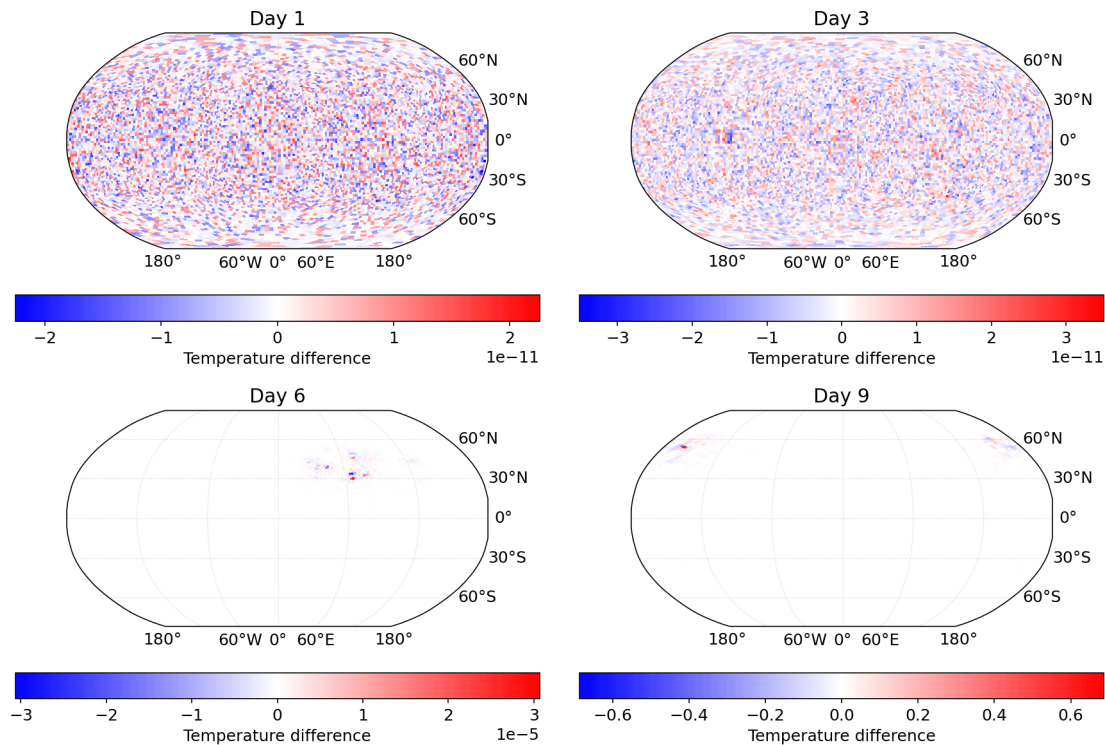 Day 1
60°N
30°N
0°
30°S
60°S
180° 60°W 0° 60°E 180°
−2 −1 0 1 2
1e−11
Temperature difference
Day 3
60°N
30°N
0°
30°S
60°S
180° 60°W 0° 60°E 180°
−3 −2 −1 0 1 2 3
1e−11
Temperature difference
Day 6
60°N
30°N
0°
30°S
60°S
180° 60°W 0° 60°E 180°
−3 −2 −1 0 1 2 3
1e−5
Temperature difference
Day 9
60°N
30°N
0°
30°S
60°S
180° 60°W 0° 60°E 180°
−0.6 −0.4 −0.2 0.0 0.2 0.4 0.6
Temperature difference